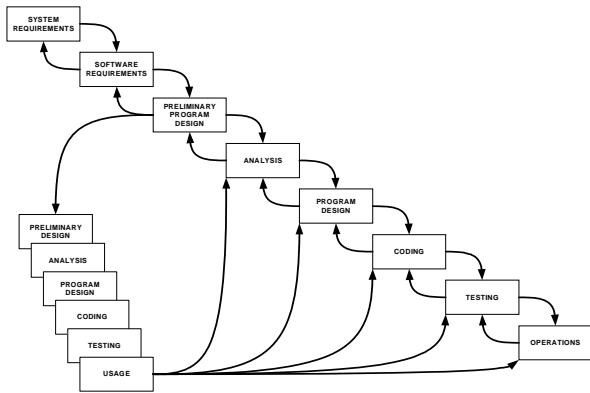 SYSTEM
REQUIREMENTS
SOFTWARE
REQUIREMENTS
PRELIMINARY
PROGRAM
DESIGN
ANALYSIS
PROGRAM
DESIGN
CODING
TESTING
OPERATIONS
PRELIMINARY
DESIGN
ANALYSIS
PROGRAM
DESIGN
CODING
TESTING
USAGE